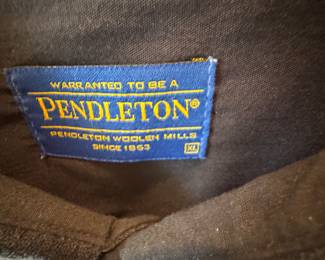 WARRANTED TO BE A
PENDLETON®
PENDLETON WOOLEN MILLS
SINCE 1863
XL